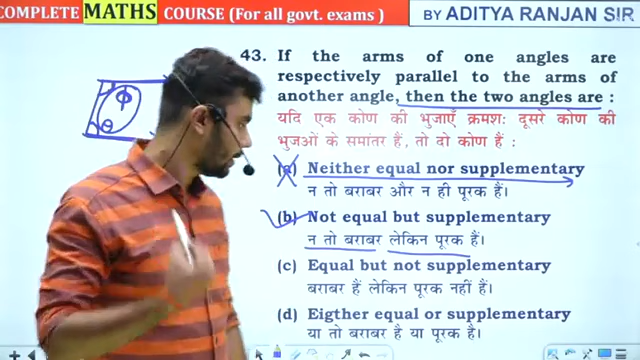 COMPLETE MATHS COURSE (For all govt. exams)
BY ADITYA RANJAN SIR
43. If the arms of one angles are
respectively parallel to the arms of
another angle, then the two angles are :
यदि एक कोण की भुजाएँ क्रमशः दूसरे कोण की
भुजओं के समांतर हैं, तो दो कोण हैं :
(a) Neither equal nor supplementary
न तो बराबर और न ही पूरक हैं।
(b) Not equal but supplementary
न तो बराबर लेकिन पूरक हैं।
(c) Equal but not supplementary
बराबर हैं लेकिन पूरक नहीं हैं।
(d) Eigther equal or supplementary
या तो बराबर है या पूरक है।
ϕ
θ